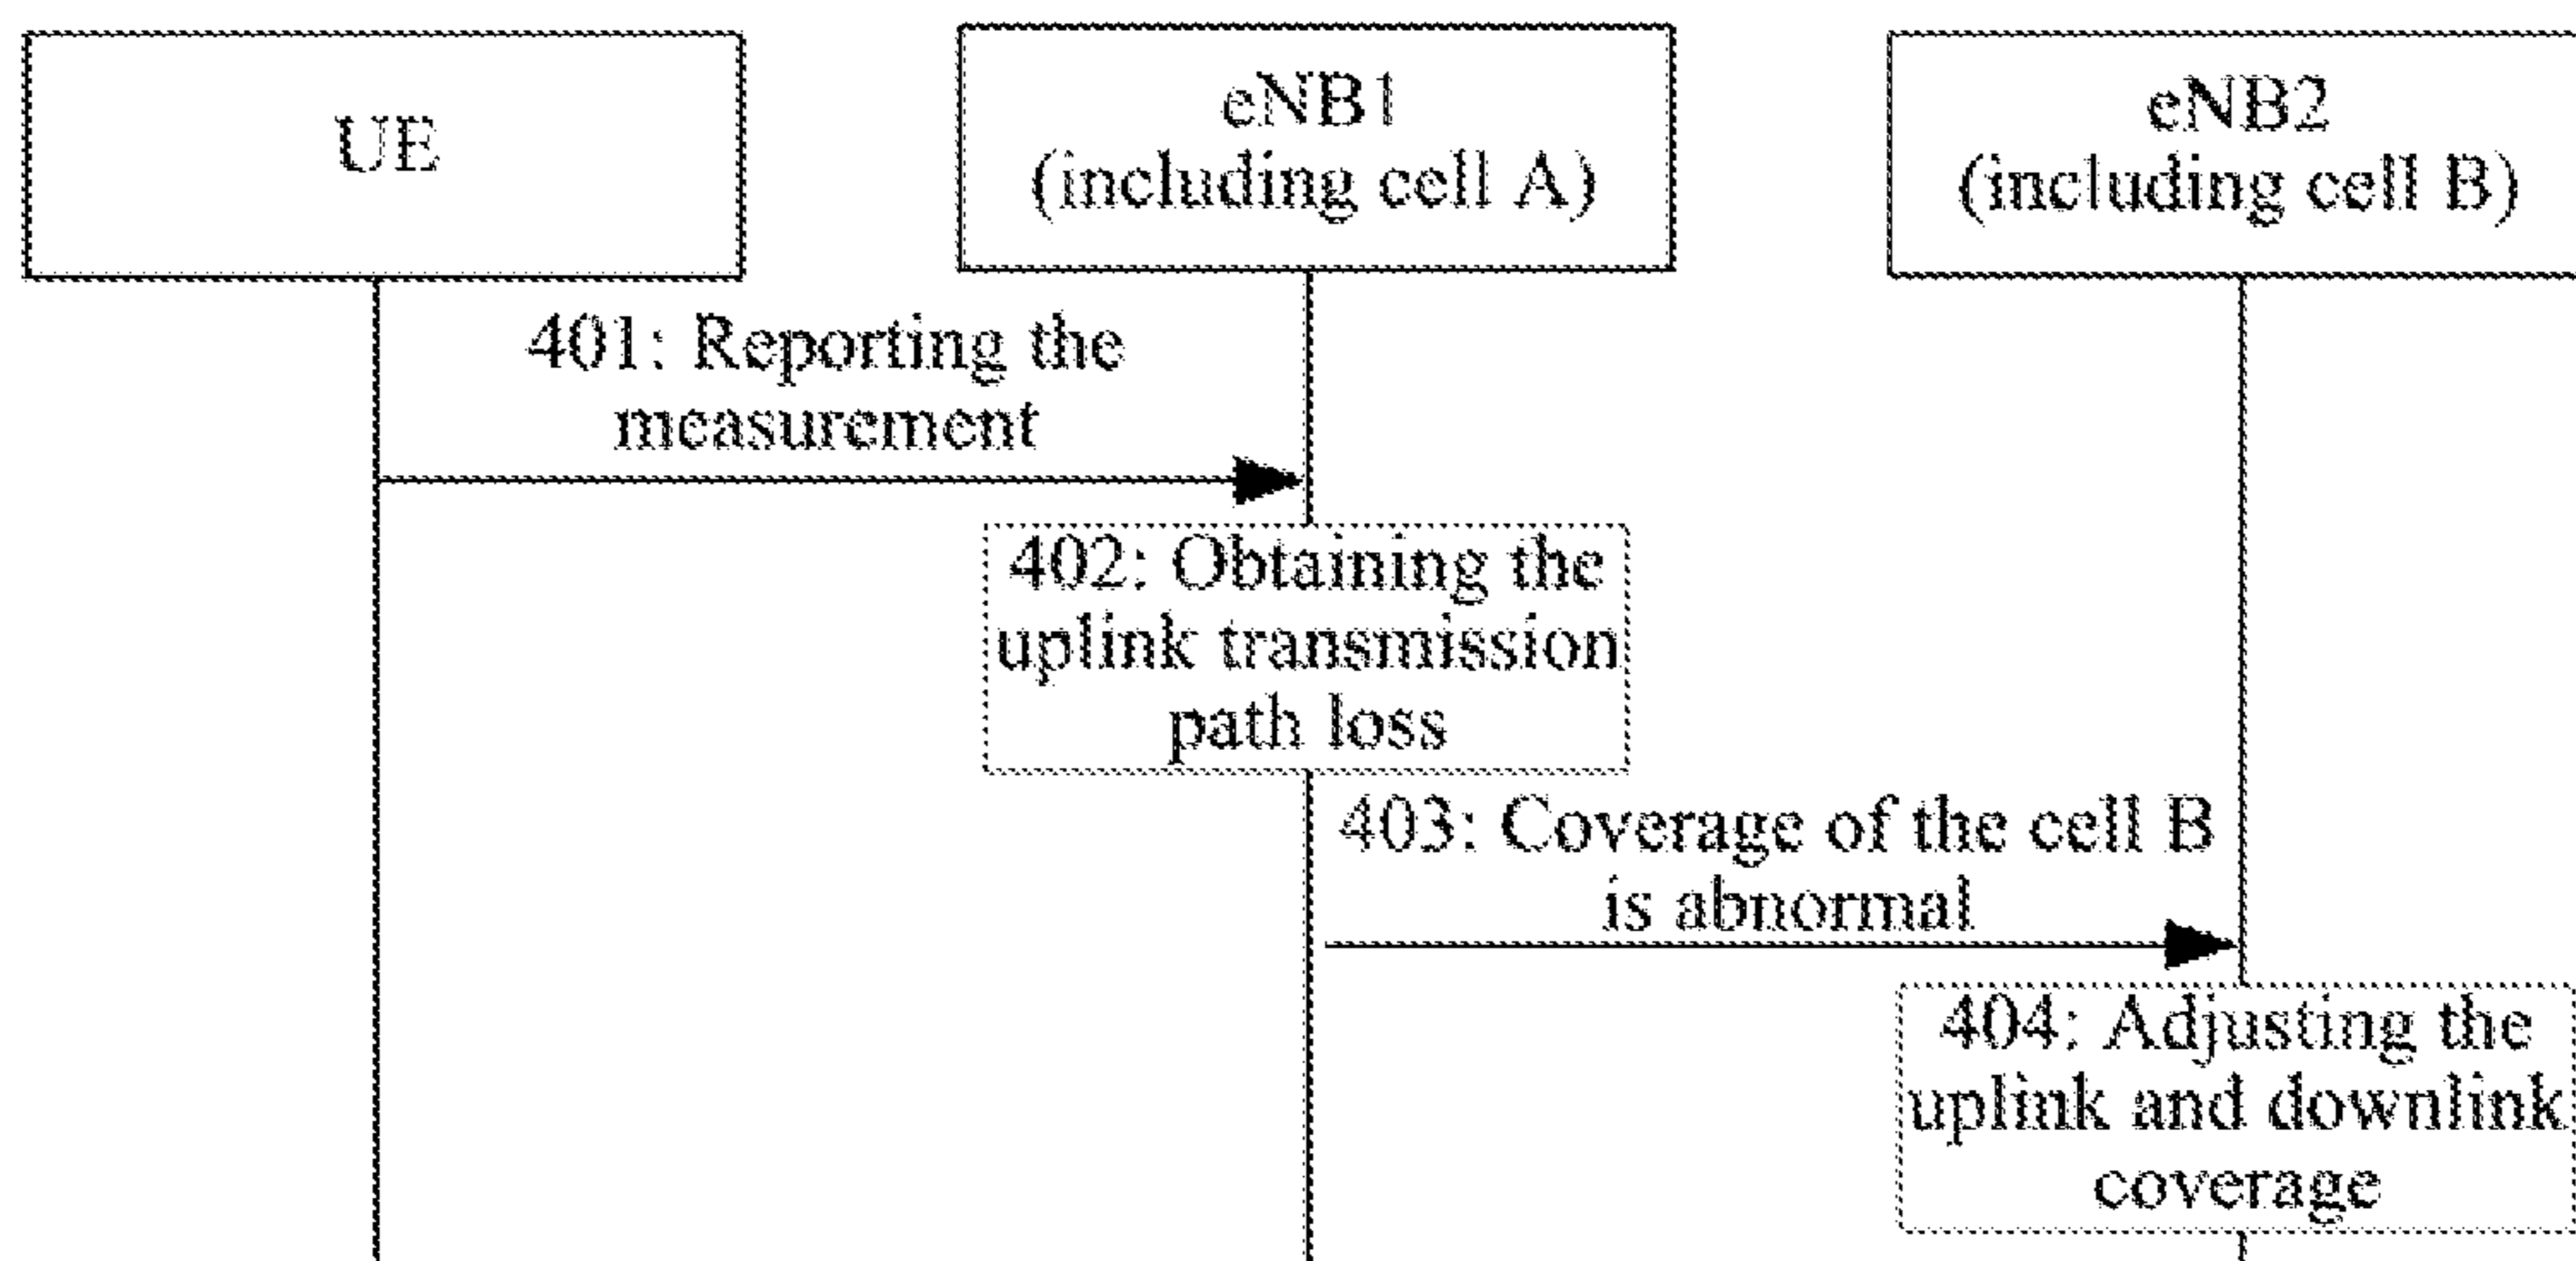 UE
eNB1
(including cell A)
eNB2
(including cell B)
401: Reporting the
measurement
402: Obtaining the
uplink transmission
path loss
403: Coverage of the cell B
is abnormal
404: Adjusting the
uplink and downlink
coverage